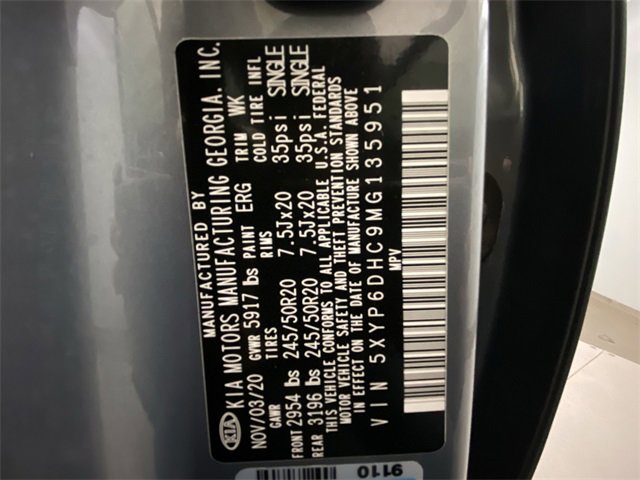 KIA
MANUFACTURED BY
KIA MOTORS MANUFACTURING GEORGIA, INC.
NOV/03/20 GVWR 5917 lbs PAINT ERG TRIM WK
GAWR TIRES RIMS COLD TIRE INFL
FRONT 2954 lbs 245/50R20 7.5Jx20 35psi SINGLE
REAR 3196 lbs 245/50R20 7.5Jx20 35psi SINGLE
THIS VEHICLE CONFORMS TO ALL APPLICABLE U.S.A. FEDERAL
MOTOR VEHICLE SAFETY AND THEFT PREVENTION STANDARDS
IN EFFECT ON THE DATE OF MANUFACTURE SHOWN ABOVE
VIN 5XYP6DHC9MG135951
MPV
9110